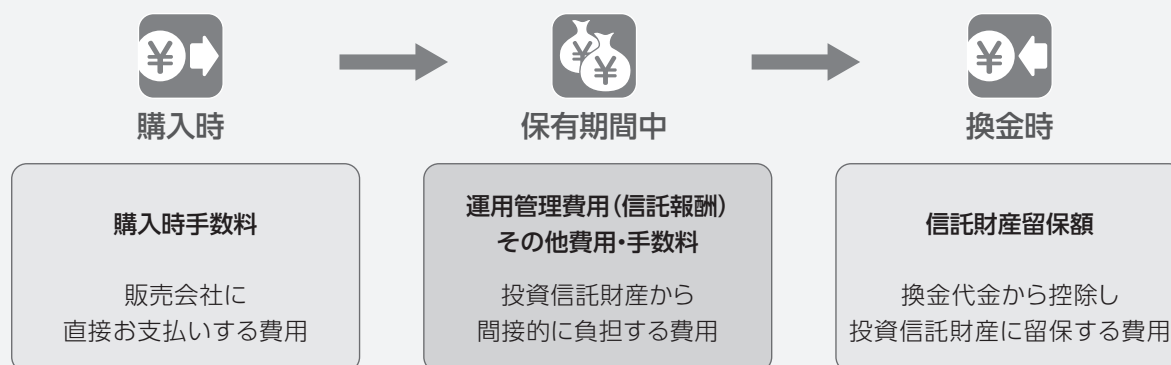 購入時
保有期間中
換金時
購入時手数料
販売会社に
直接お支払いする費用
運用管理費用(信託報酬)
その他費用・手数料
投資信託財産から
間接的に負担する費用
信託財産留保額
換金代金から控除し
投資信託財産に留保する費用